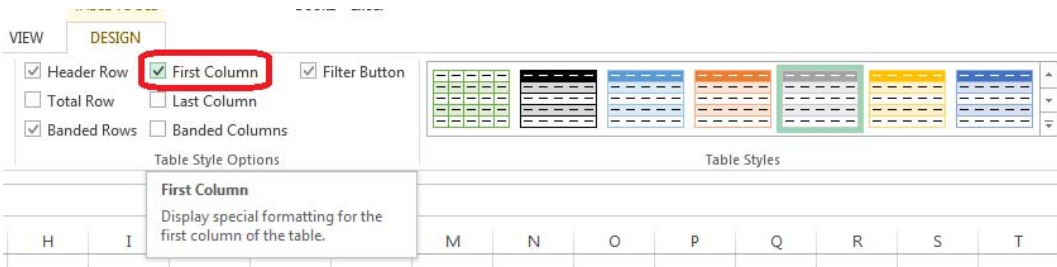 VIEW DESIGN
Header Row First Column Filter Button
Total Row Last Column
Banded Rows Banded Columns
Table Style Options Table Styles
First Column
Display special formatting for the
first column of the table.
H I M N O P Q R S T